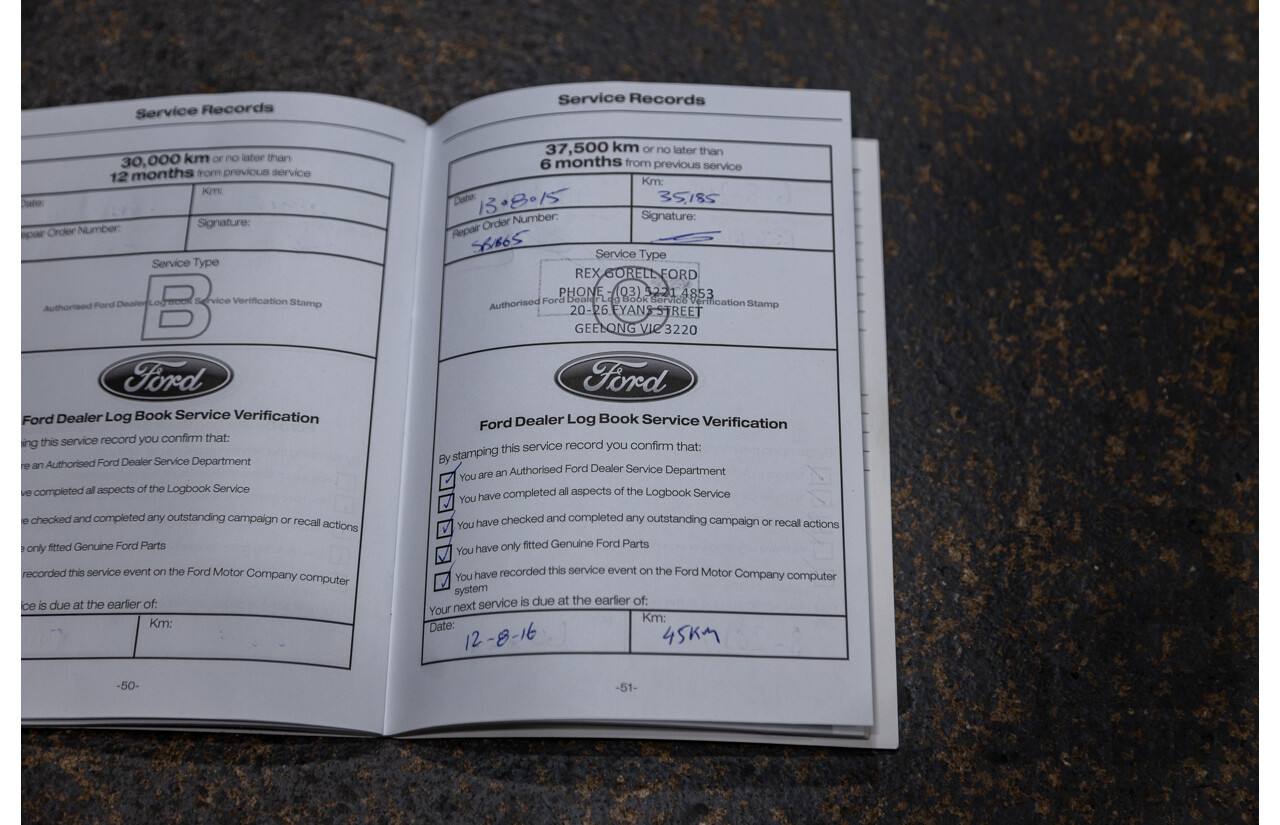 Service Records
30,000 km or no later than
12 months from previous service
Date:
Km:
Repair Order Number:
Signature:
Service Type
B
Authorised Ford Dealer Log Book Service Verification Stamp
Ford
Ford Dealer Log Book Service Verification
ing this service record you confirm that:
re an Authorised Ford Dealer Service Department
ve completed all aspects of the Logbook Service
e checked and completed any outstanding campaign or recall actions
e only fitted Genuine Ford Parts
recorded this service event on the Ford Motor Company computer
ice is due at the earlier of:
Km:
-50-
Service Records
37,500 km or no later than
6 months from previous service
Date: 13.8.15
Km: 35,185
Repair Order Number:
Signature:
Service Type
C
REX GORELL FORD
PHONE - (03) 5221 4853
Authorised Ford Dealer Log Book Service Verification Stamp
20-26 FYANS STREET
GEELONG VIC 3220
Ford
Ford Dealer Log Book Service Verification
By stamping this service record you confirm that:
You are an Authorised Ford Dealer Service Department
You have completed all aspects of the Logbook Service
You have checked and completed any outstanding campaign or recall actions
You have only fitted Genuine Ford Parts
You have recorded this service event on the Ford Motor Company computer
system
Your next service is due at the earlier of:
Date: 12-8-16
Km: 45KM
-51-